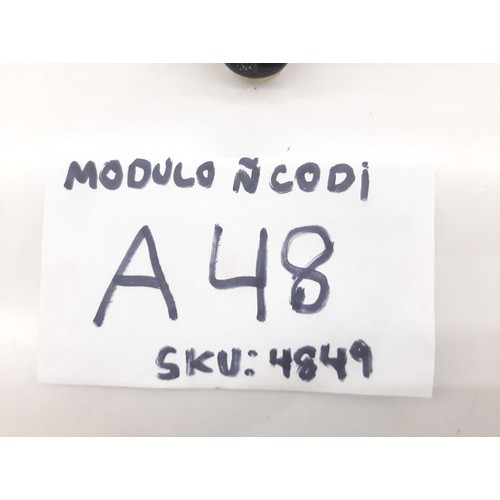 MODULO ÑCODi
A48
SKU: 4849